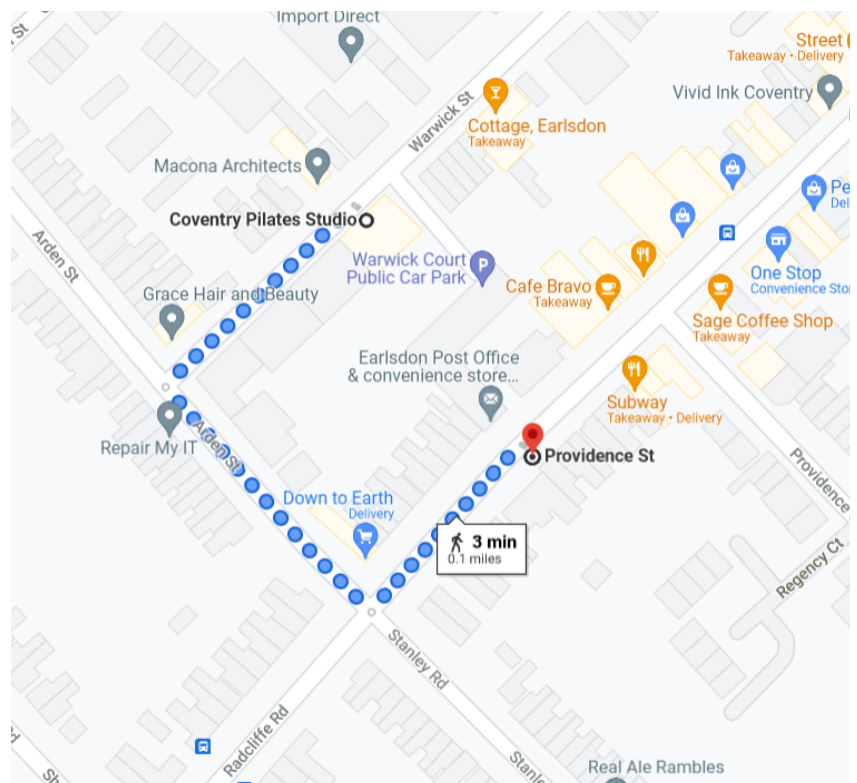 Import Direct
Street
Takeaway • Delivery
Vivid Ink Coventry
Warwick St
Cottage, Earlsdon
Takeaway
Macona Architects
Coventry Pilates Studio
Arden St
Warwick Court
Public Car Park
P
Cafe Bravo
Takeaway
One Stop
Convenience Stor
Grace Hair and Beauty
Sage Coffee Shop
Takeaway
Earlsdon Post Office
& convenience store...
Subway
Takeaway • Delivery
Arden St
Repair My IT
Providence St
Providence
Down to Earth
Delivery
3 min
0.1 miles
Regency Ct
Stanley Rd
Radcliffe Rd
Stanle
Real Ale Rambles